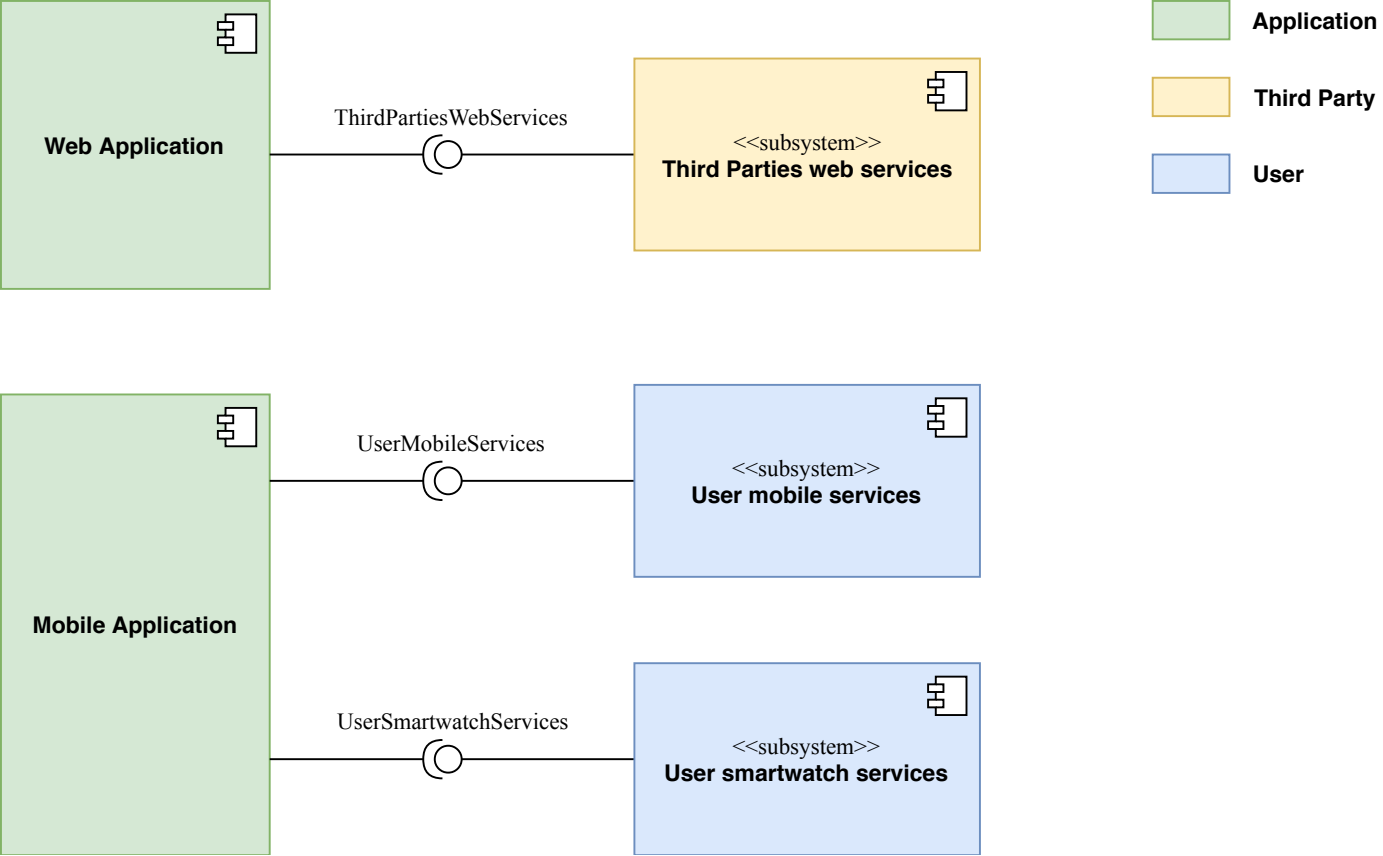 Application
Third Party
User
ThirdPartiesWebServices
Web Application
<<subsystem>>
Third Parties web services
UserMobileServices
<<subsystem>>
User mobile services
Mobile Application
UserSmartwatchServices
<<subsystem>>
User smartwatch services